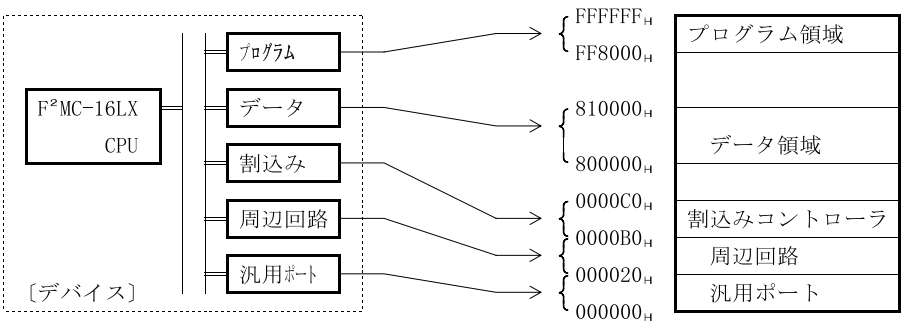 F²MC-16LX
CPU
〔デバイス〕
プログラム
データ
割込み
周辺回路
汎用ポート
FFFFFFH
FF8000H
810000H
800000H
0000C0H
0000B0H
000020H
000000H
プログラム領域
データ領域
割込みコントローラ
周辺回路
汎用ポート